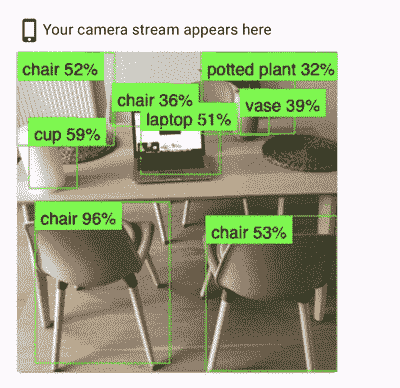 Your camera stream appears here
chair 52%
potted plant 32%
chair 36%
vase 39%
laptop 51%
cup 59%
chair 96%
chair 53%